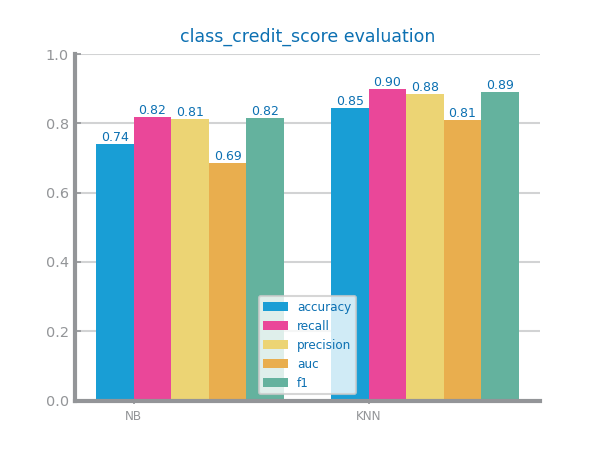 class_credit_score evaluation
1.0
0.8
0.6
0.4
0.2
0.0
0.74
0.82
0.81
0.69
0.82
0.85
0.90
0.88
0.81
0.89
accuracy
recall
precision
auc
f1
NB
KNN